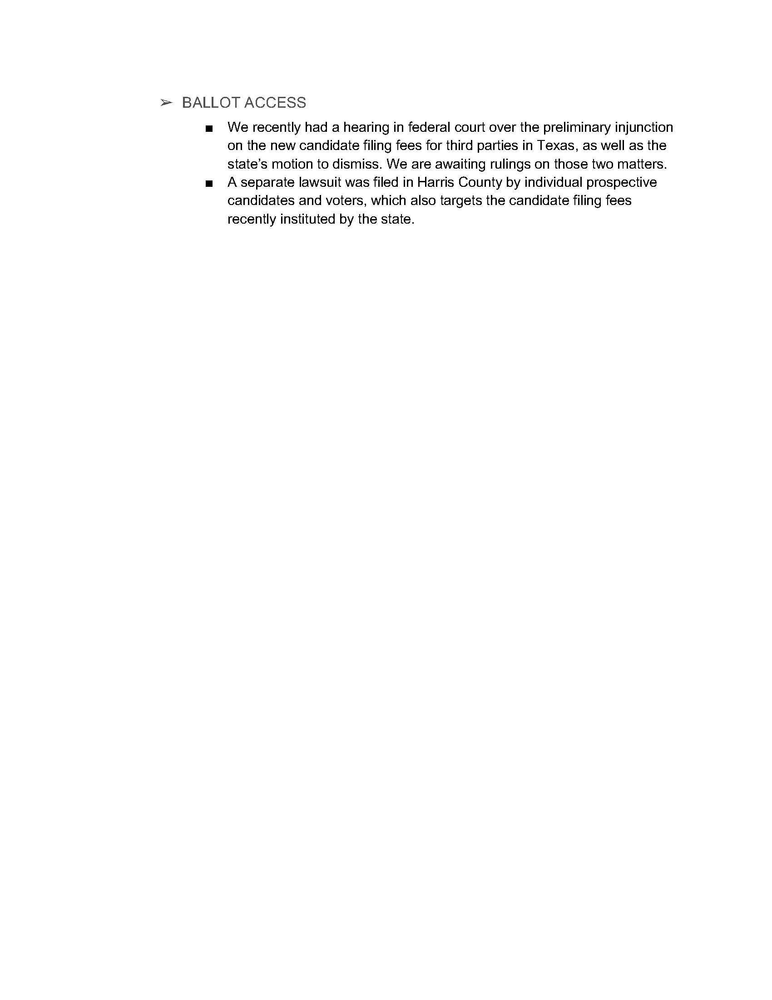 ➢ BALLOT ACCESS
■ We recently had a hearing in federal court over the preliminary injunction
on the new candidate filing fees for third parties in Texas, as well as the
state’s motion to dismiss. We are awaiting rulings on those two matters.
■ A separate lawsuit was filed in Harris County by individual prospective
candidates and voters, which also targets the candidate filing fees
recently instituted by the state.